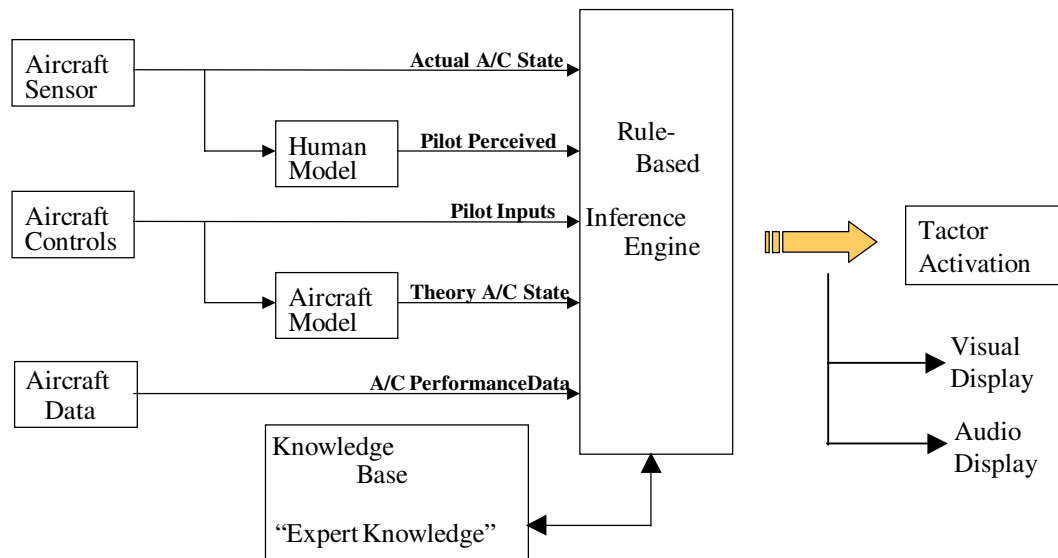 Aircraft
Sensor
Actual A/C State
Human
Model
Pilot Perceived
Aircraft
Controls
Pilot Inputs
Aircraft
Model
Theory A/C State
Aircraft
Data
A/C PerformanceData
Rule-
Based
Inference
Engine
Knowledge
Base
“Expert Knowledge”
Tactor
Activation
Visual
Display
Audio
Display